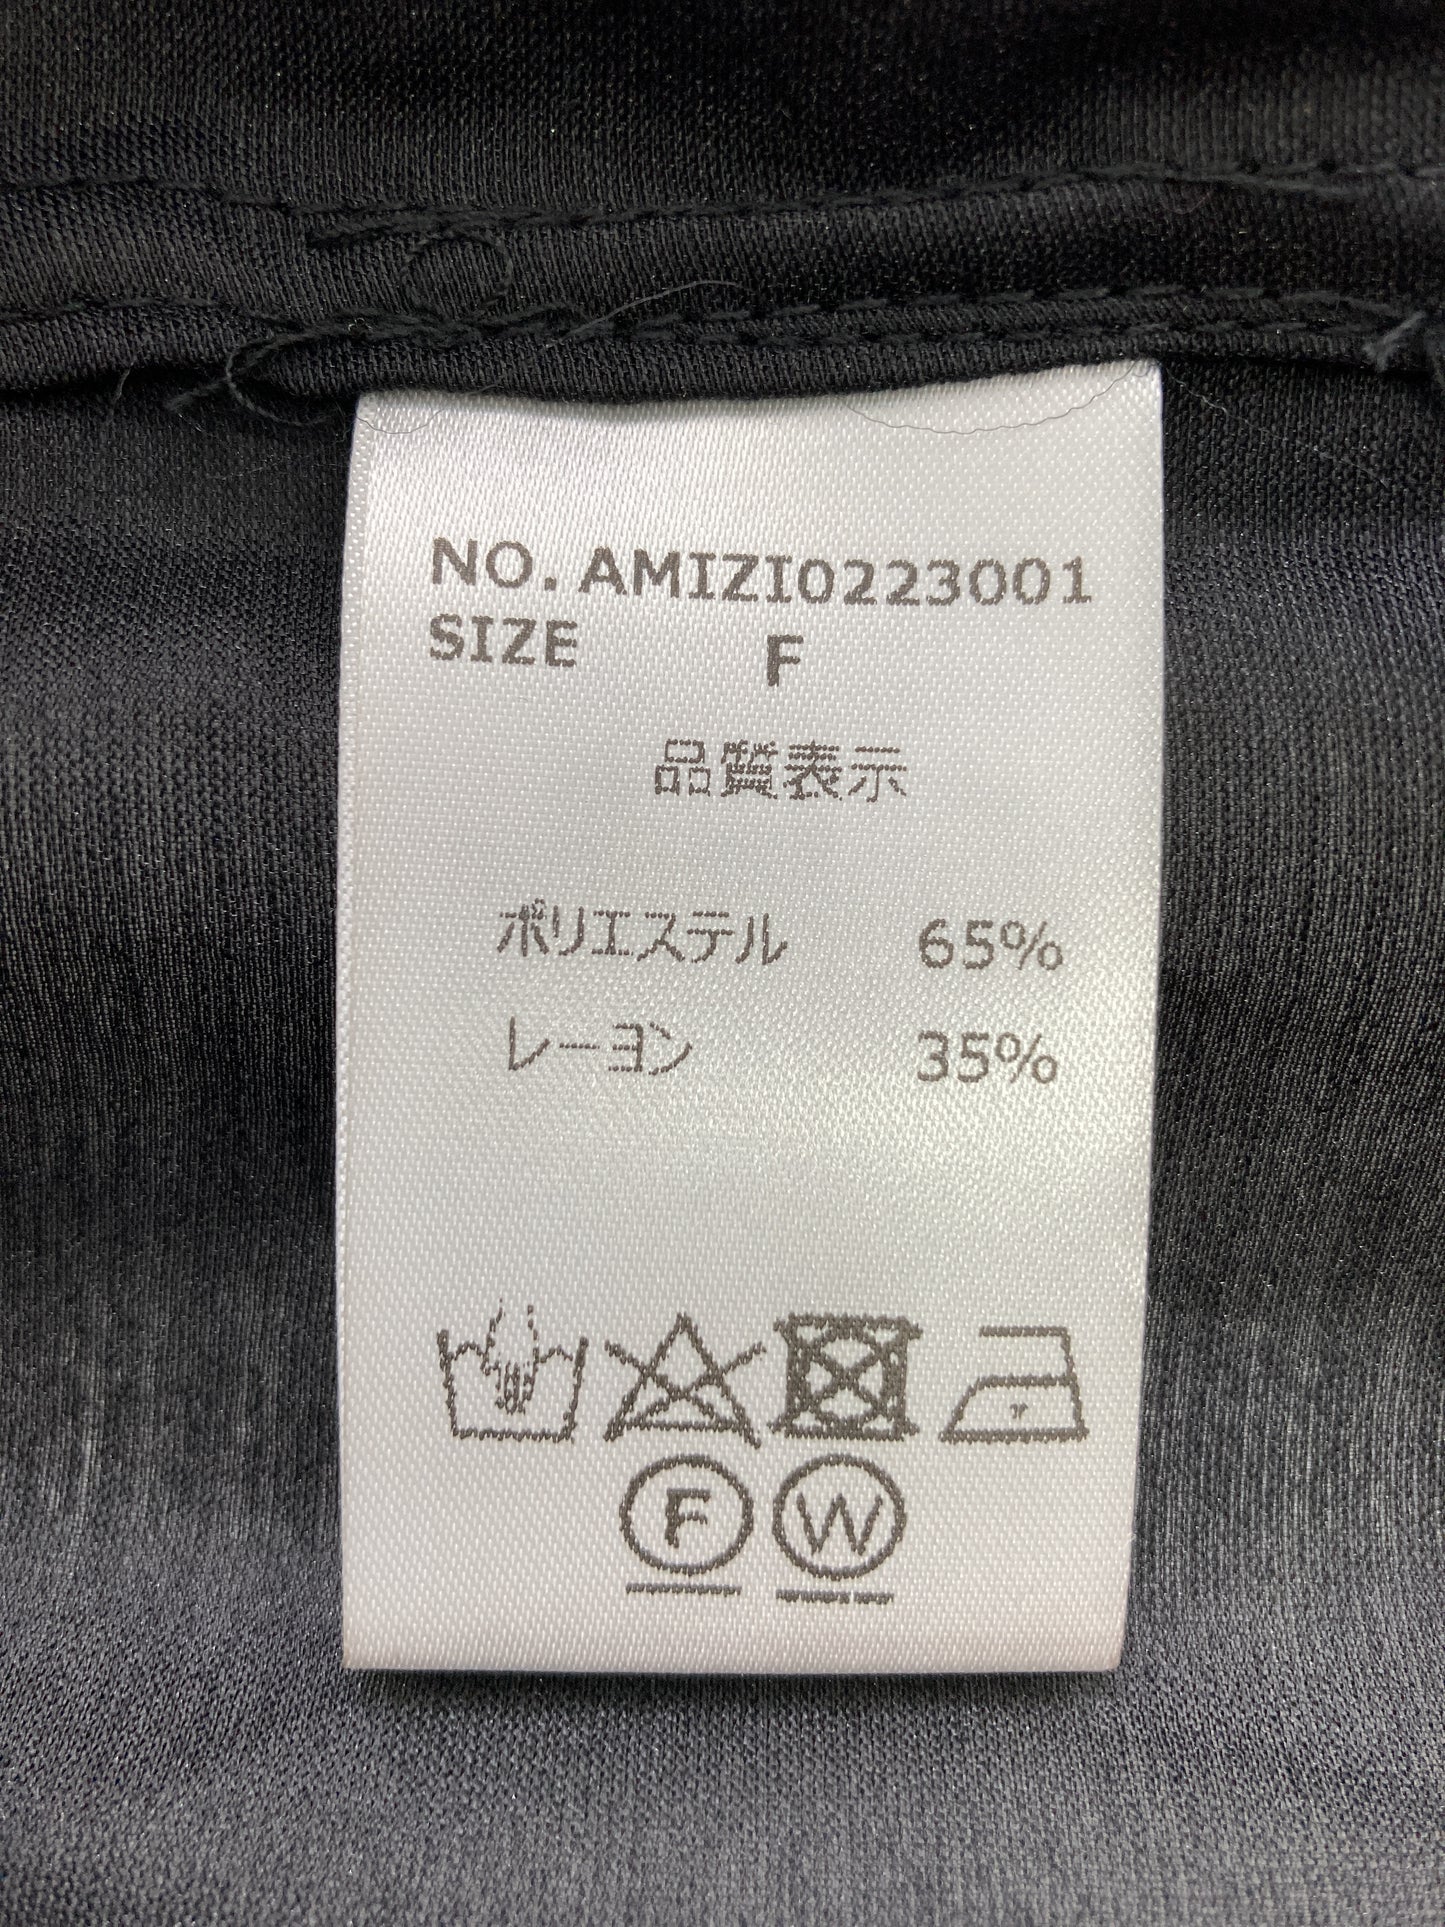 NO. AMIZI0223001
SIZE F
品質表示
ポリエステル 65%
レーヨン 35%
F W